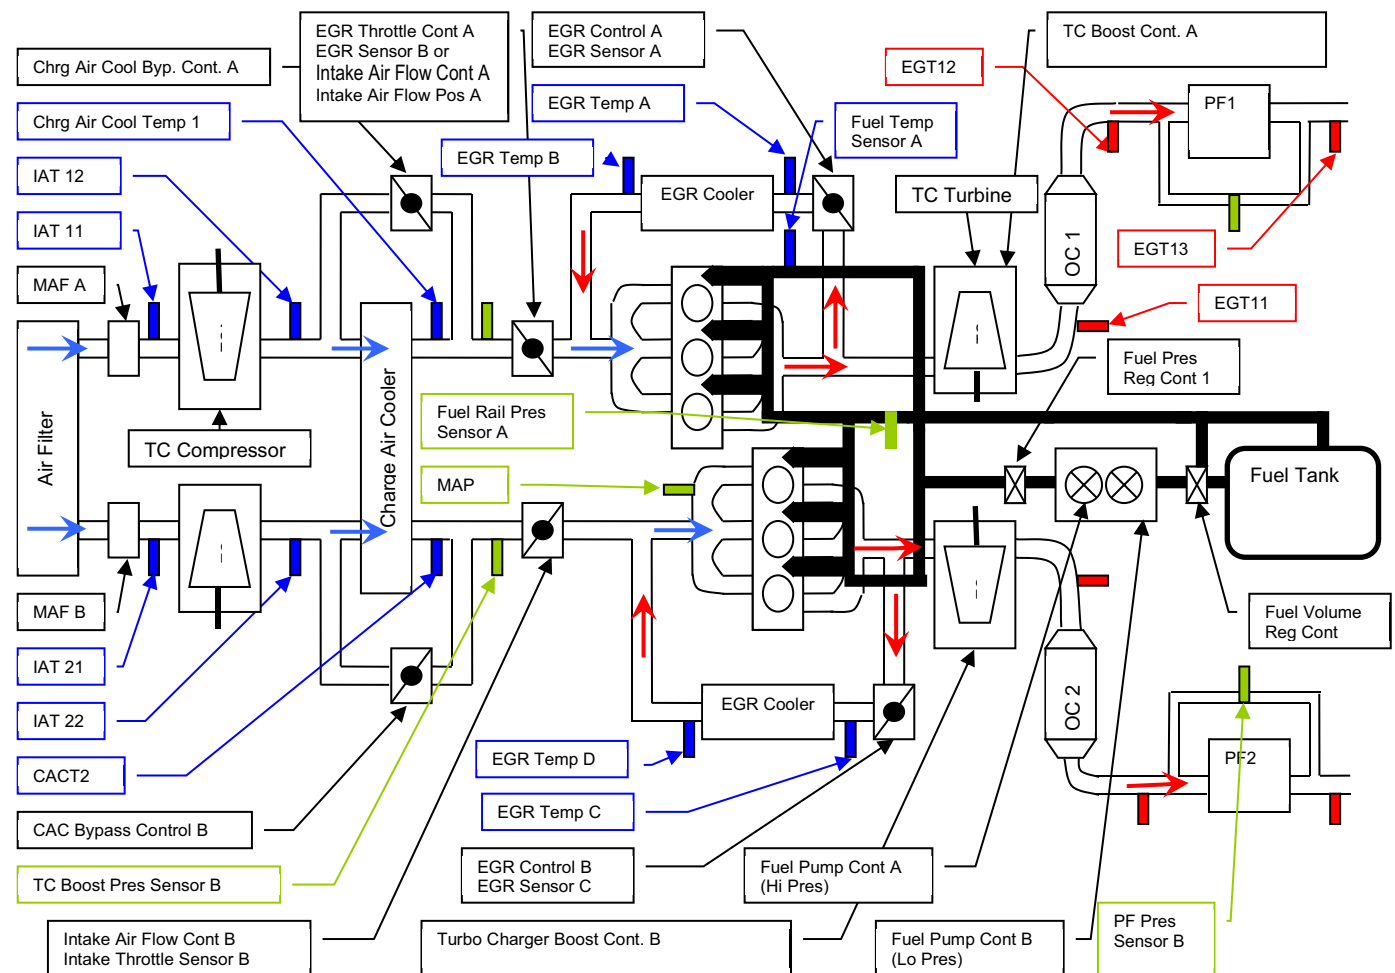 EGR Throttle Cont A
EGR Sensor B or
Intake Air Flow Cont A
Intake Air Flow Pos A
EGR Control A
EGR Sensor A
TC Boost Cont. A
Chrg Air Cool Byp. Cont. A
EGT12
PF1
Chrg Air Cool Temp 1
EGR Temp A
Fuel Temp
Sensor A
EGR Temp B
IAT 12
EGR Cooler
TC Turbine
IAT 11
OC 1
EGT13
MAF A
EGT11
Fuel Pres
Reg Cont 1
Fuel Rail Pres
Sensor A
TC Compressor
Air Filter
Charge Air Cooler
MAP
Fuel Tank
MAF B
Fuel Volume
Reg Cont
IAT 21
IAT 22
EGR Cooler
OC 2
CACT2
EGR Temp D
PF2
EGR Temp C
CAC Bypass Control B
EGR Control B
EGR Sensor C
Fuel Pump Cont A
(Hi Pres)
TC Boost Pres Sensor B
PF Pres
Sensor B
Intake Air Flow Cont B
Intake Throttle Sensor B
Turbo Charger Boost Cont. B
Fuel Pump Cont B
(Lo Pres)